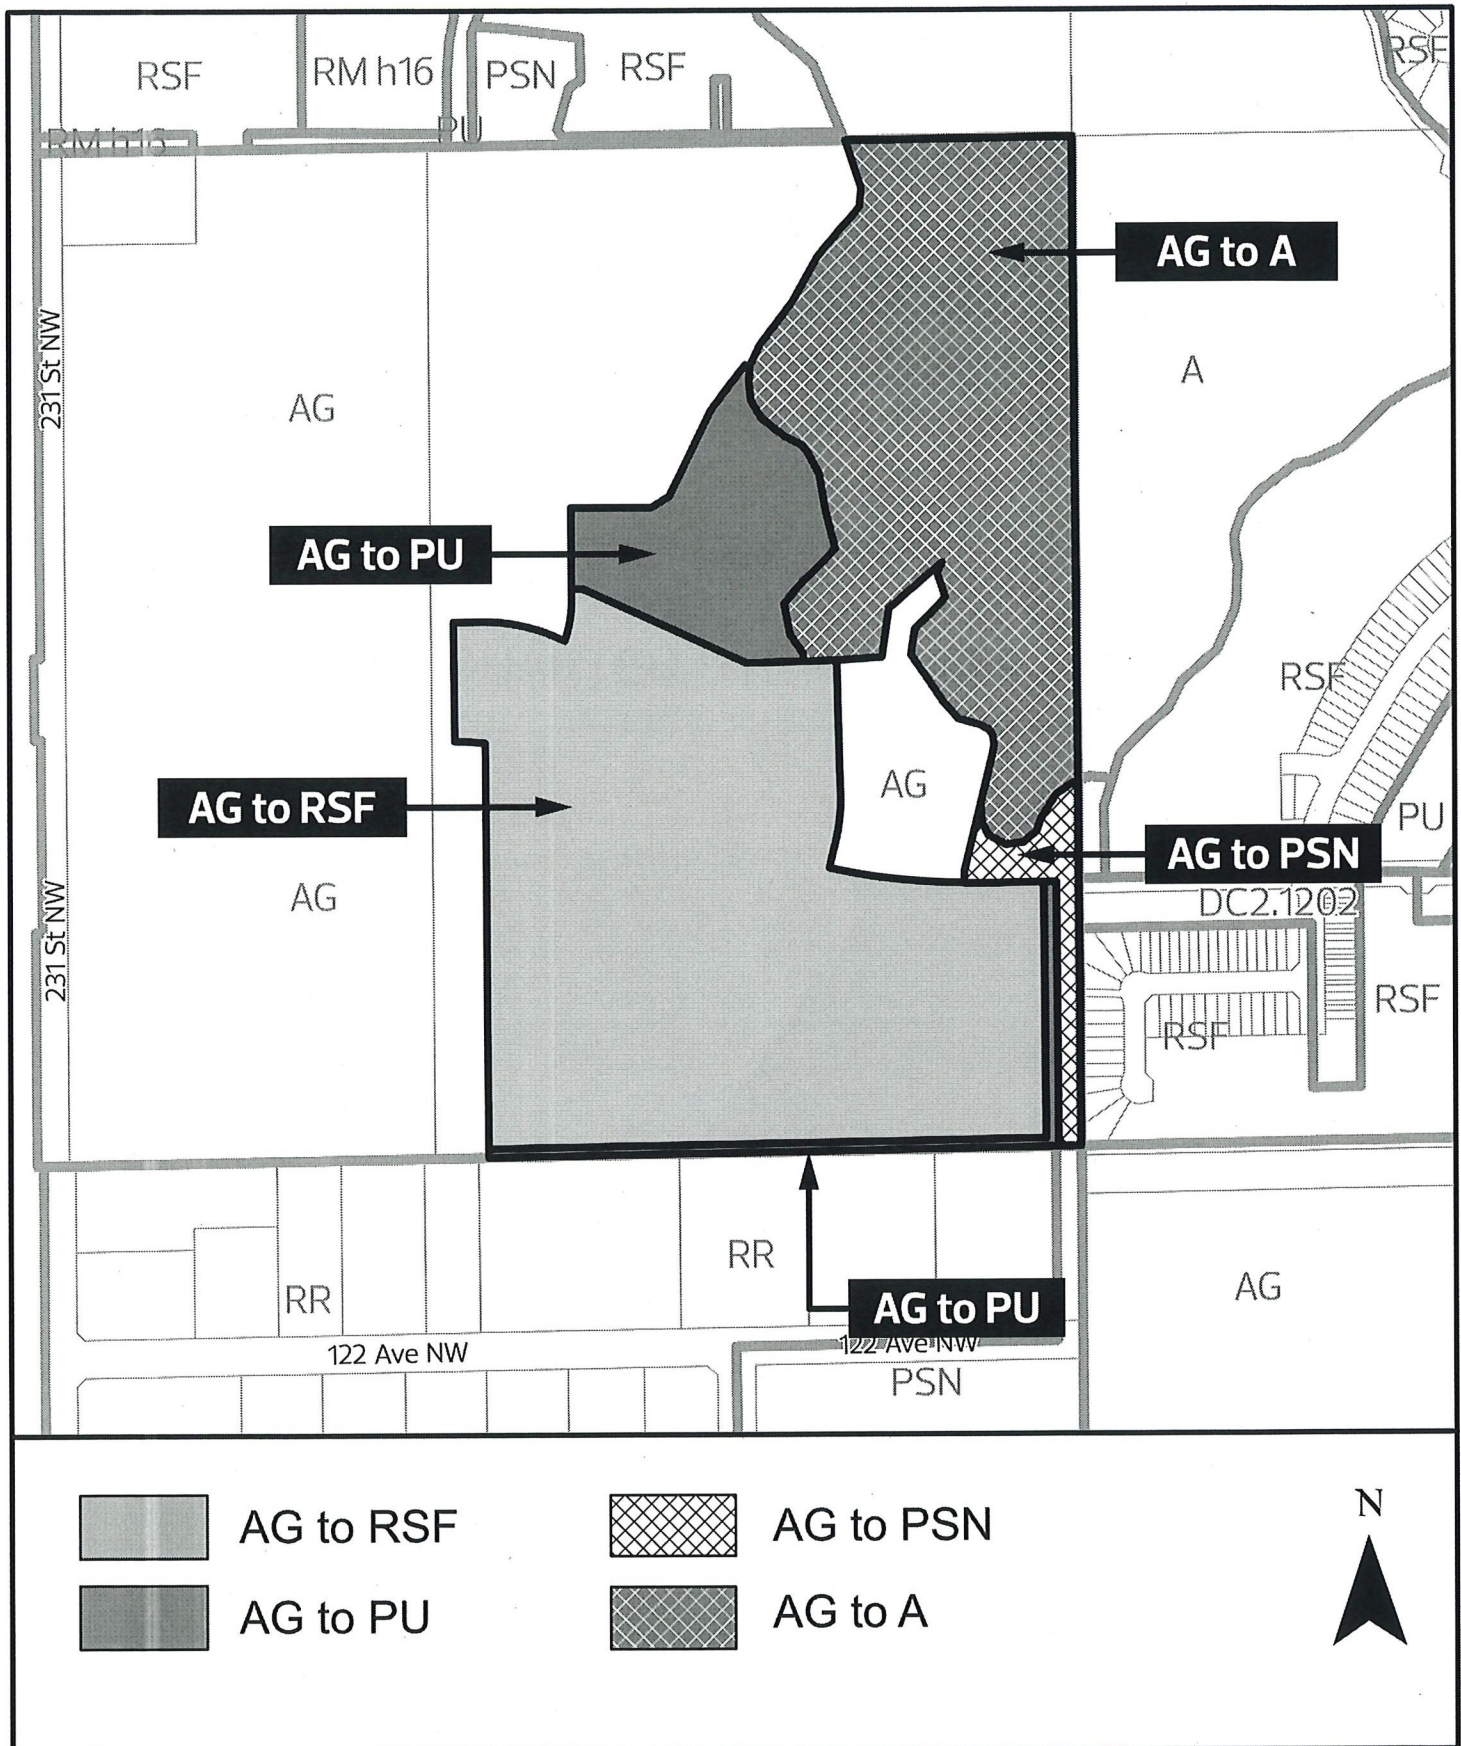 RSF
RM h16
PSN
RSF
RSF
RM h16
PU
AG to A
231 St NW
AG
A
AG to PU
RSF
AG to RSF
AG
PU
AG to PSN
AG
DC2.1202
231 St NW
RSF
RSF
RR
RR
AG
AG to PU
122 Ave NW
122 Ave NW
PSN
AG to RSF
AG to PSN
N
AG to PU
AG to A